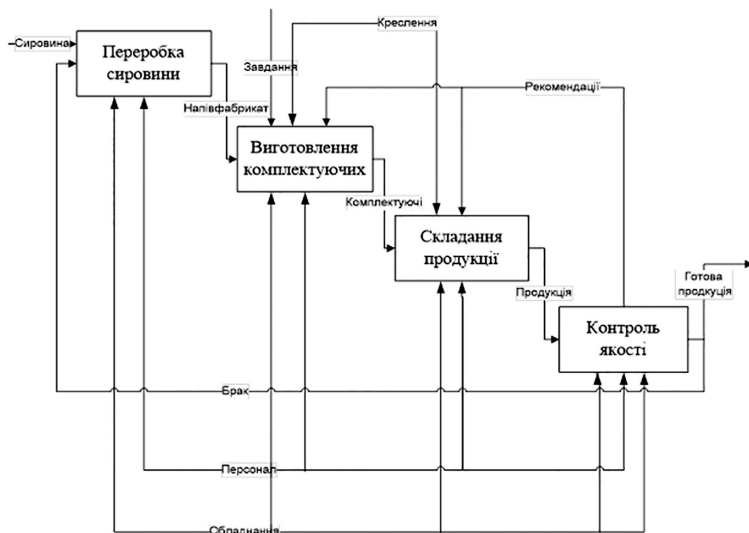 Сировина
Переробка
сировини
Завдання
Креслення
Напівфабрикат
Рекомендації
Виготовлення
комплектуючих
Комплектуючі
Складання
продукції
Продукція
Готова
продкуція
Контроль
якості
Брак
Персонал
Обладнання